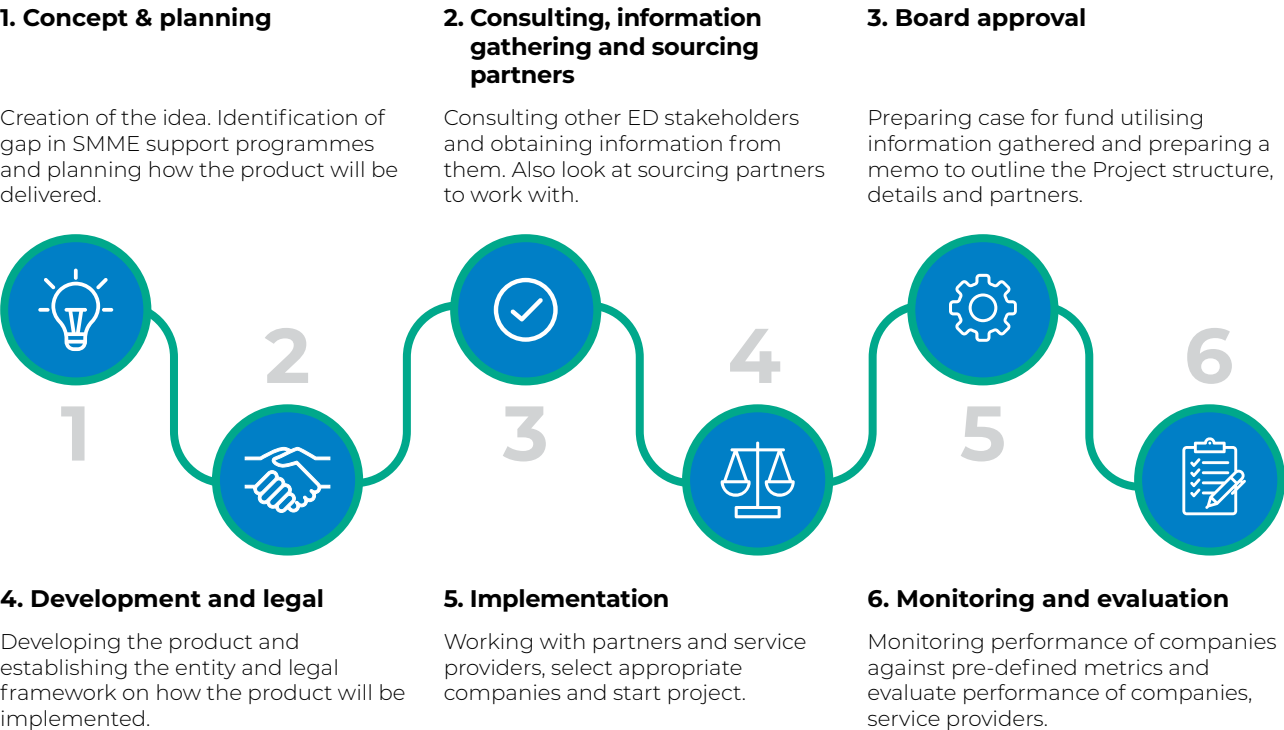 1. Concept & planning
Creation of the idea. Identification of
gap in SMME support programmes
and planning how the product will be
delivered.
2. Consulting, information
gathering and sourcing
partners
Consulting other ED stakeholders
and obtaining information from
them. Also look at sourcing partners
to work with.
3. Board approval
Preparing case for fund utilising
information gathered and preparing a
memo to outline the Project structure,
details and partners.
1
2
3
4
5
6
4. Development and legal
Developing the product and
establishing the entity and legal
framework on how the product will be
implemented.
5. Implementation
Working with partners and service
providers, select appropriate
companies and start project.
6. Monitoring and evaluation
Monitoring performance of companies
against pre-defined metrics and
evaluate performance of companies,
service providers.